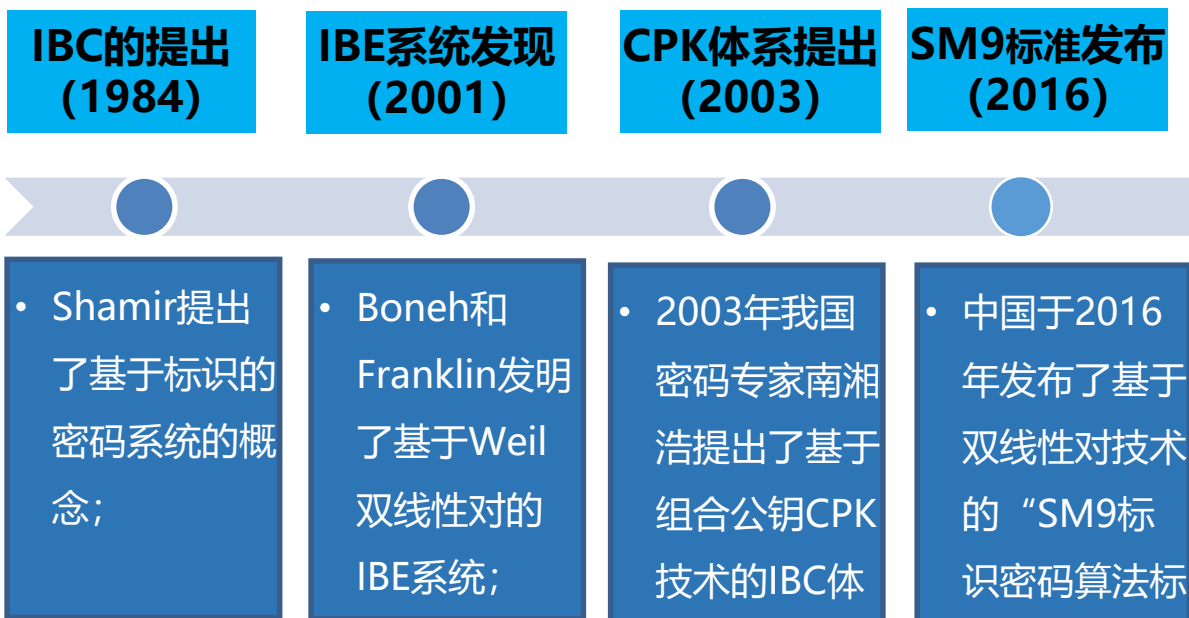 IBC的提出
(1984)
IBE系统发现
(2001)
CPK体系提出
(2003)
SM9标准发布
(2016)
• Shamir提出
了基于标识的
密码系统的概
念；
• Boneh和
Franklin发明
了基于Weil
双线性对的
IBE系统；
• 2003年我国
密码专家南湘
浩提出了基于
组合公钥CPK
技术的IBC体
• 中国于2016
年发布了基于
双线性对技术
的“SM9标
识密码算法标